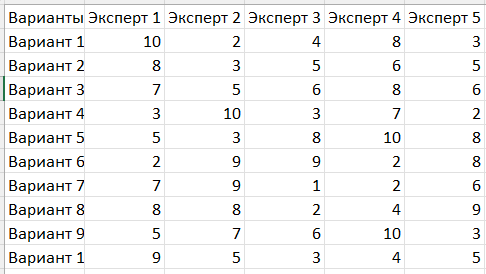 Варианты Эксперт 1 Эксперт 2 Эксперт 3 Эксперт 4 Эксперт 5
Вариант 1 10 2 4 8 3
Вариант 2 8 3 5 6 5
Вариант 3 7 5 6 8 6
Вариант 4 3 10 3 7 2
Вариант 5 5 3 8 10 8
Вариант 6 2 9 9 2 8
Вариант 7 7 9 1 2 6
Вариант 8 8 8 2 4 9
Вариант 9 5 7 6 10 3
Вариант 1 9 5 3 4 5